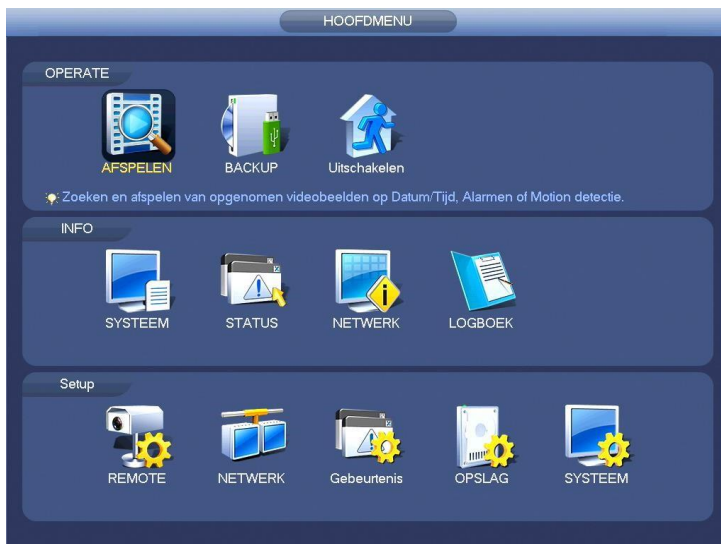 HOOFDMENU
OPERATE
AFSPELEN BACKUP Uitschakelen
Zoeken en afspelen van opgenomen videobeelden op Datum/Tijd, Alarmen of Motion detectie.
INFO
SYSTEEM STATUS NETWERK LOGBOEK
Setup
REMOTE NETWERK Gebeurtenis OPSLAG SYSTEEM